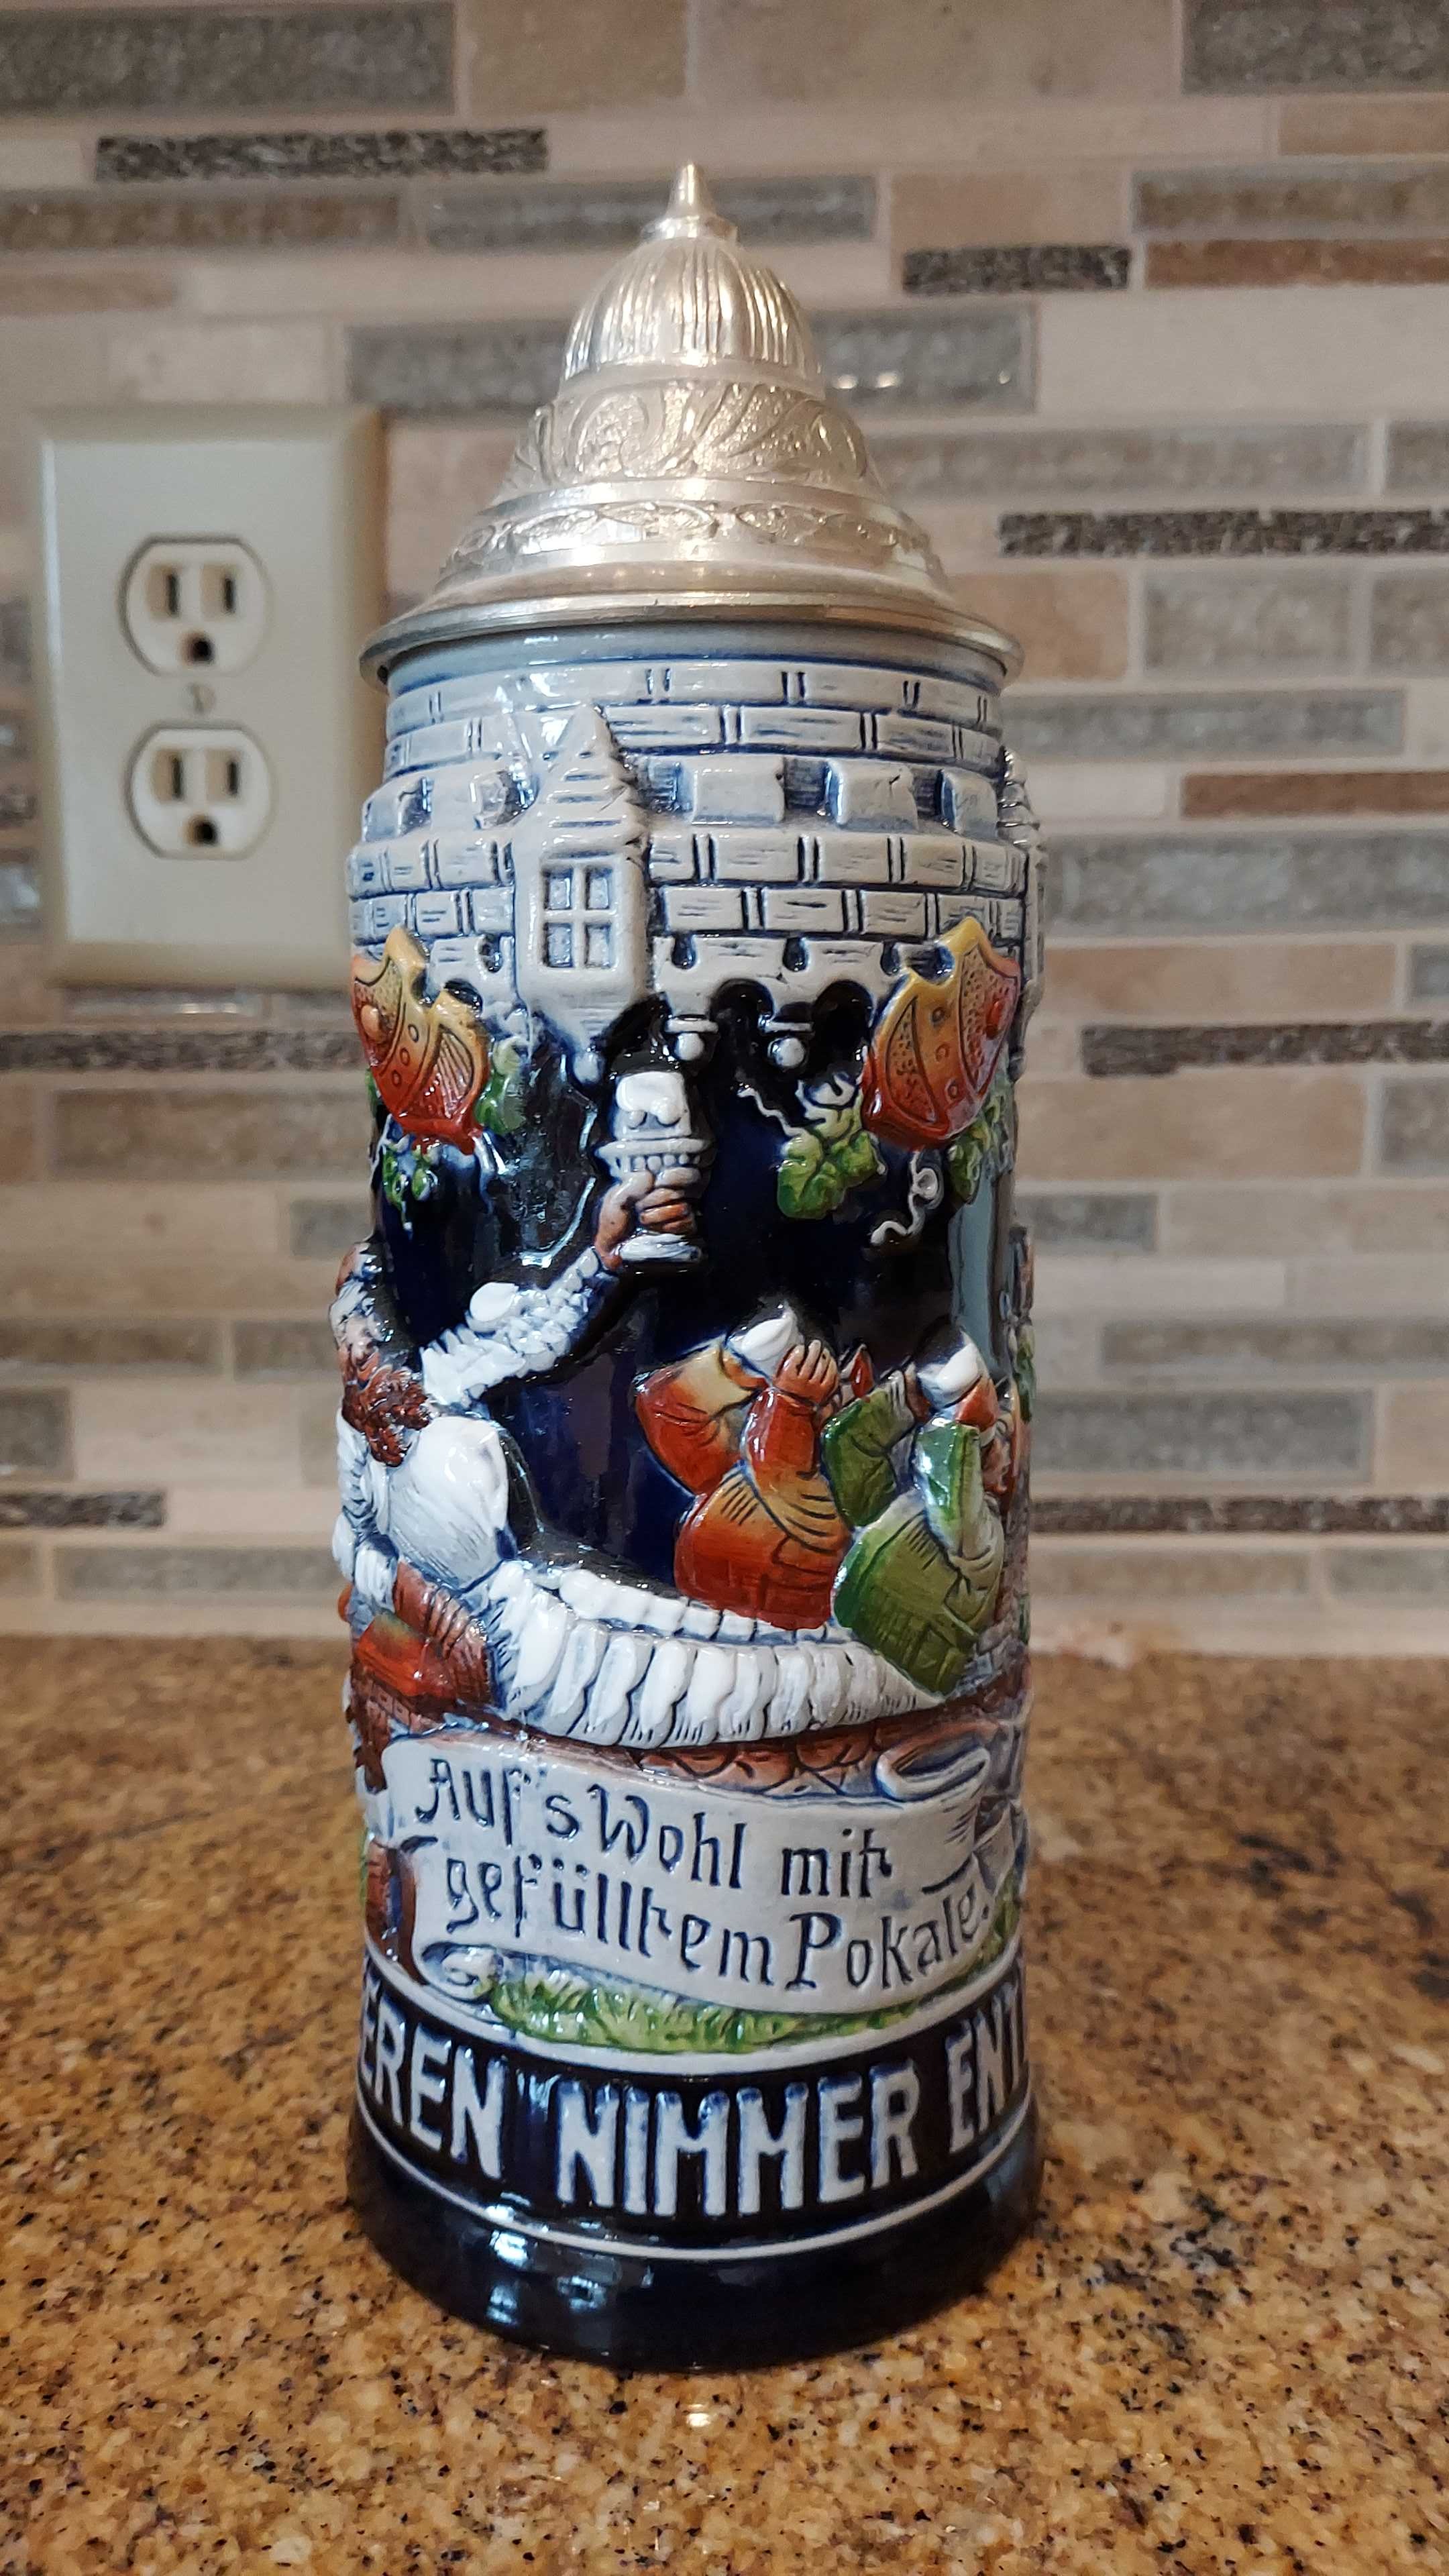 Auf's Wohl mit
gefülltem Pokale.
EREN NIMMER ENT